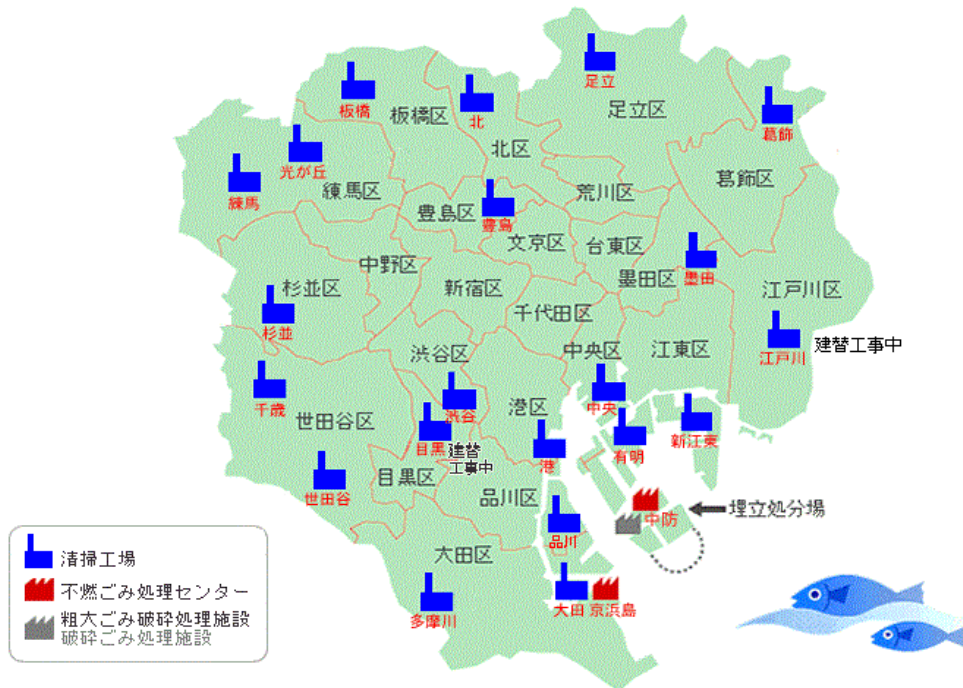 足立
板橋
板橋区
北
足立区
葛飾
北区
光が丘
練馬
練馬区
荒川区
葛飾区
豊島区
豊島
文京区
台東区
中野区
墨田区
墨田
杉並区
新宿区
江戸川区
千代田区
杉並
渋谷区
中央区
江東区
江戸川
建替工事中
千歳
世田谷区
渋谷
港区
中央
目黒
建替
工事中
有明
新江東
港
目黒区
世田谷
品川区
中防
埋立処分場
品川
大田区
多摩川
大田
京浜島
清掃工場
不燃ごみ処理センター
粗大ごみ破砕処理施設
破砕ごみ処理施設